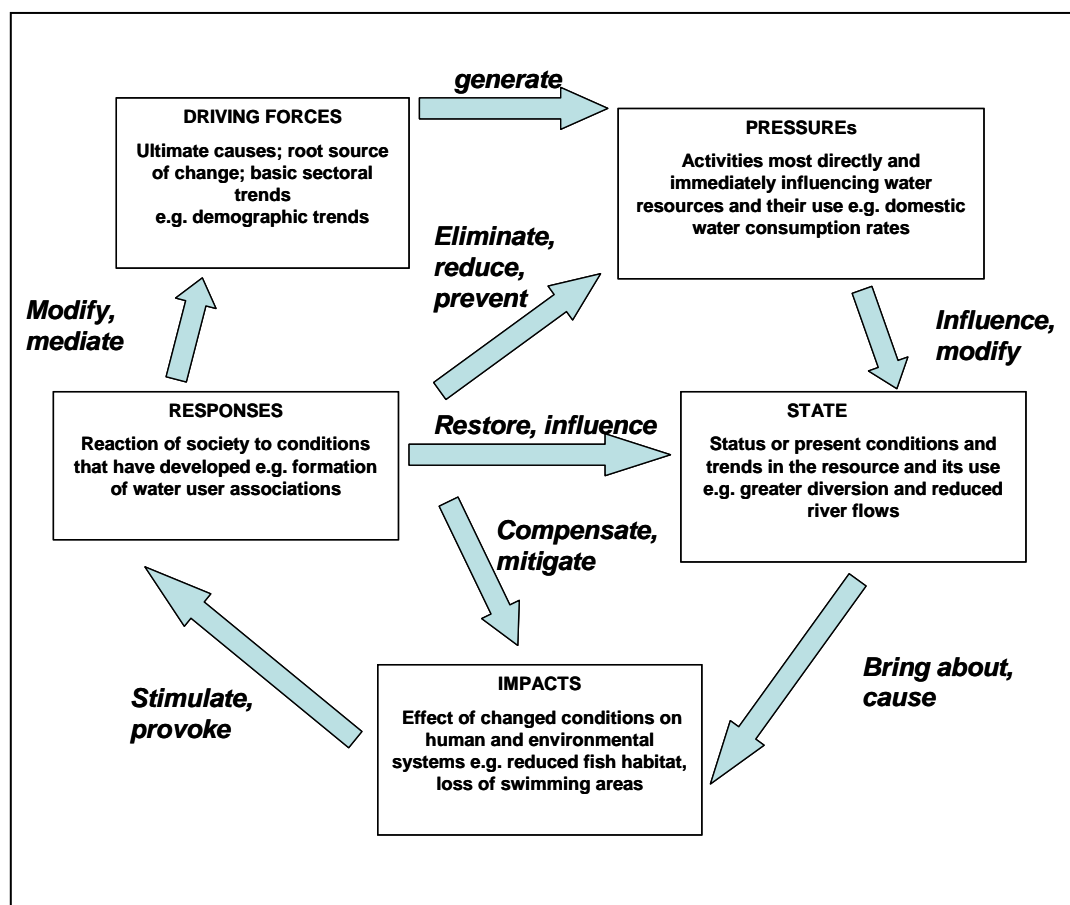 generate
DRIVING FORCES
Ultimate causes; root source
of change; basic sectoral
trends
e.g. demographic trends
PRESSUREs
Activities most directly and
immediately influencing water
resources and their use e.g. domestic
water consumption rates
Eliminate,
reduce,
prevent
Modify,
mediate
Influence,
modify
RESPONSES
Reaction of society to conditions
that have developed e.g. formation
of water user associations
Restore, influence
STATE
Status or present conditions and
trends in the resource and its use
e.g. greater diversion and reduced
river flows
Compensate,
mitigate
Stimulate,
provoke
IMPACTS
Effect of changed conditions on
human and environmental
systems e.g. reduced fish habitat,
loss of swimming areas
Bring about,
cause